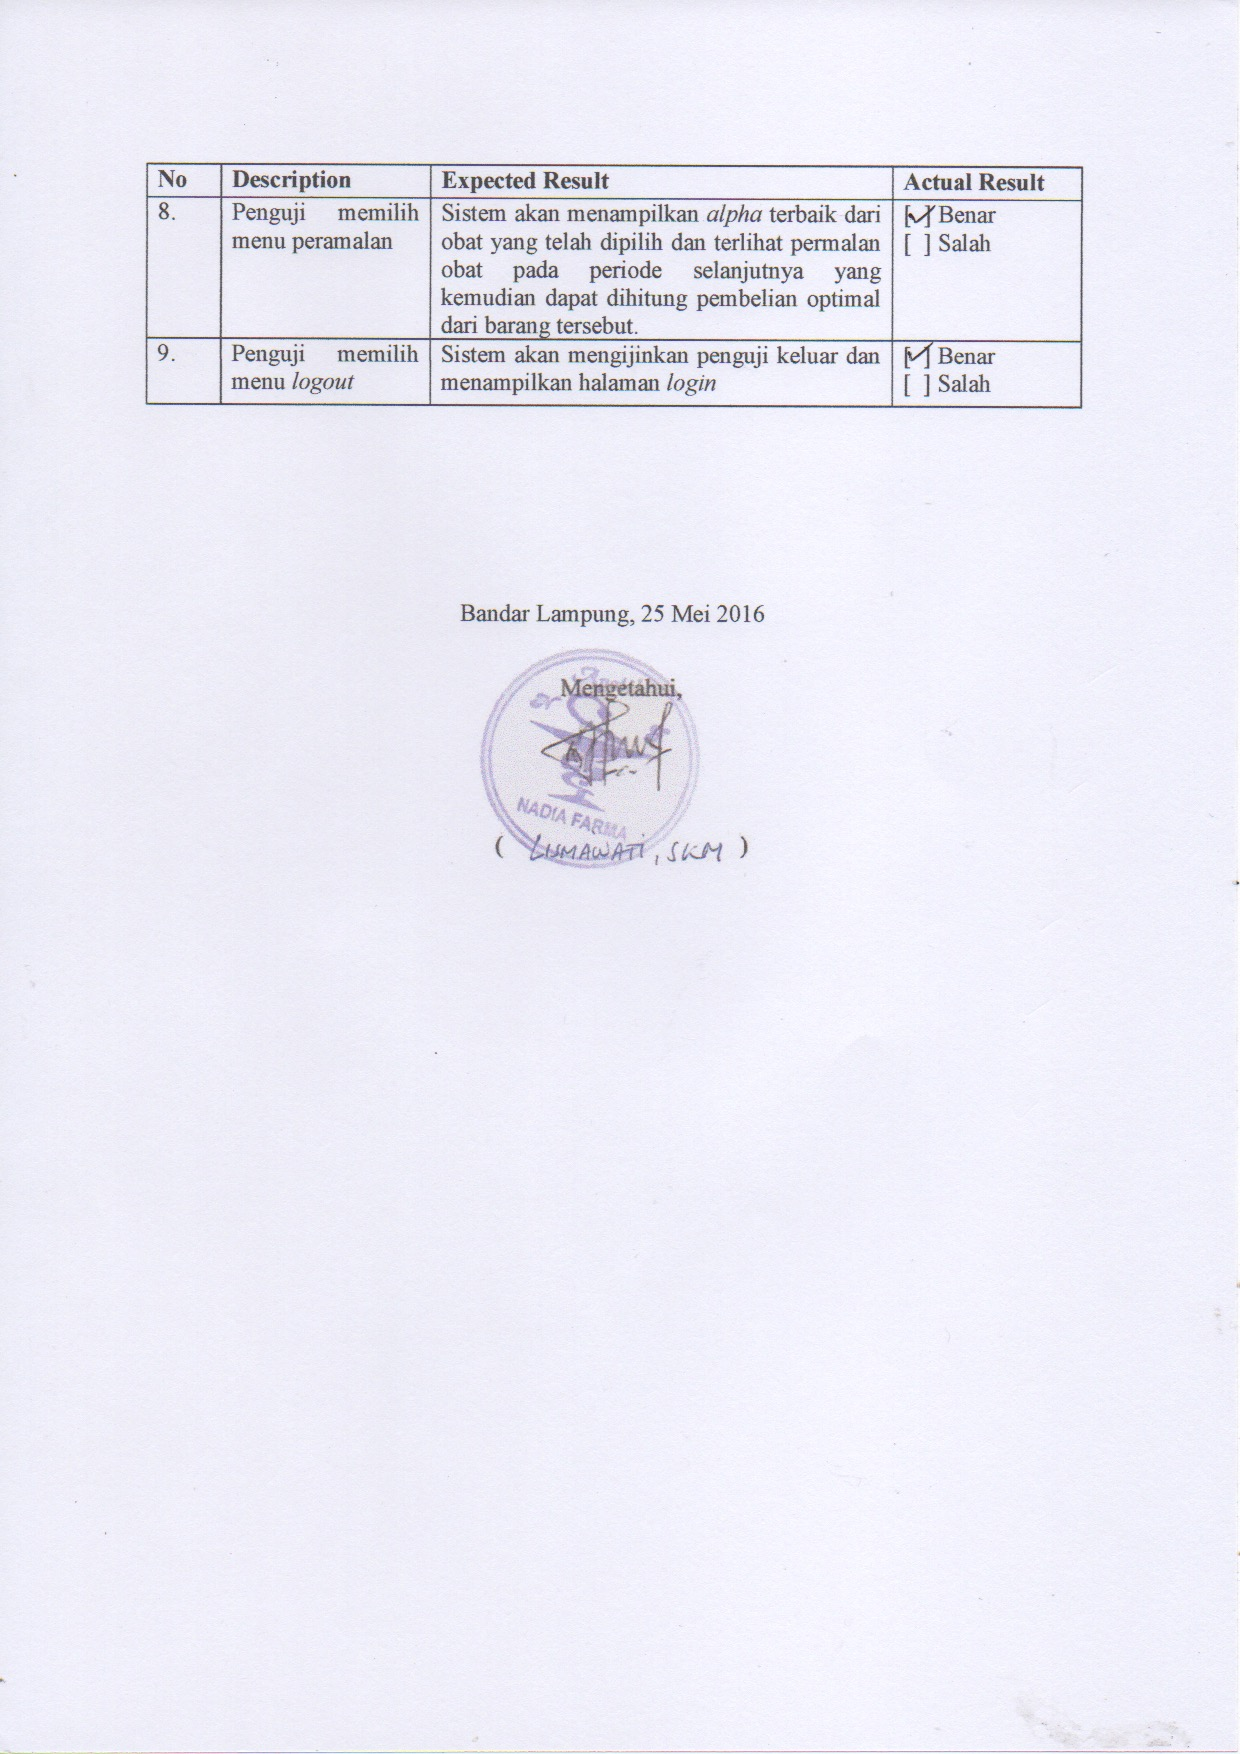 No Description Expected Result Actual Result
8. Penguji memilih Sistem akan menampilkan alpha terbaik dari [✓] Benar
menu peramalan obat yang telah dipilih dan terlihat permalan [ ] Salah
obat pada periode selanjutnya yang
kemudian dapat dihitung pembelian optimal
dari barang tersebut.
9. Penguji memilih Sistem akan mengijinkan penguji keluar dan [✓] Benar
menu logout menampilkan halaman login [ ] Salah
Bandar Lampung, 25 Mei 2016
Mengetahui,
NADIA FARMA
( LISMAWATI, SKM )